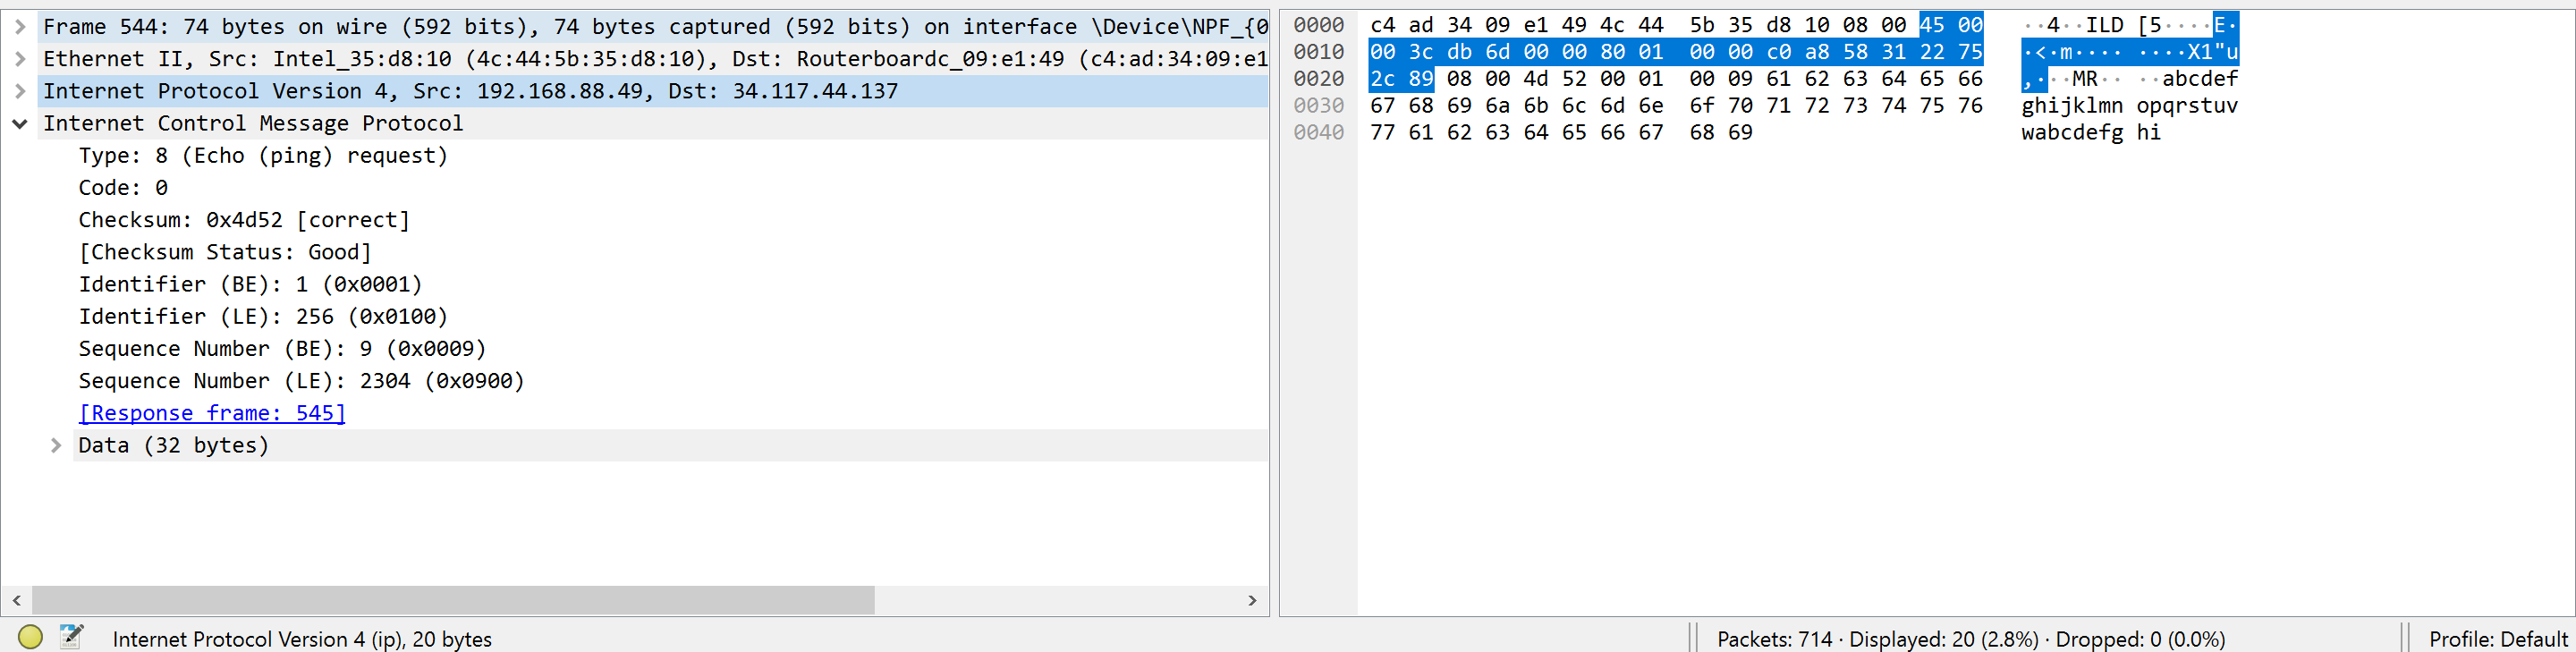 Frame 544: 74 bytes on wire (592 bits), 74 bytes captured (592 bits) on interface \Device\NPF_{0
Ethernet II, Src: Intel_35:d8:10 (4c:44:5b:35:d8:10), Dst: Routerboardc_09:e1:49 (c4:ad:34:09:e1
Internet Protocol Version 4, Src: 192.168.88.49, Dst: 34.117.44.137
Internet Control Message Protocol
Type: 8 (Echo (ping) request)
Code: 0
Checksum: 0x4d52 [correct]
[Checksum Status: Good]
Identifier (BE): 1 (0x0001)
Identifier (LE): 256 (0x0100)
Sequence Number (BE): 9 (0x0009)
Sequence Number (LE): 2304 (0x0900)
[Response frame: 545]
Data (32 bytes)
0000 c4 ad 34 09 e1 49 4c 44 5b 35 d8 10 08 00 45 00 ··4··ILD [5····E·
0010 00 3c db 6d 00 00 80 01 00 00 c0 a8 58 31 22 75 ·<·m···· ····X1"u
0020 2c 89 08 00 4d 52 00 01 00 09 61 62 63 64 65 66 ,···MR·· ··abcdef
0030 67 68 69 6a 6b 6c 6d 6e 6f 70 71 72 73 74 75 76 ghijklmn opqrstuv
0040 77 61 62 63 64 65 66 67 68 69 wabcdefg hi
Internet Protocol Version 4 (ip), 20 bytes
Packets: 714 · Displayed: 20 (2.8%) · Dropped: 0 (0.0%)
Profile: Default